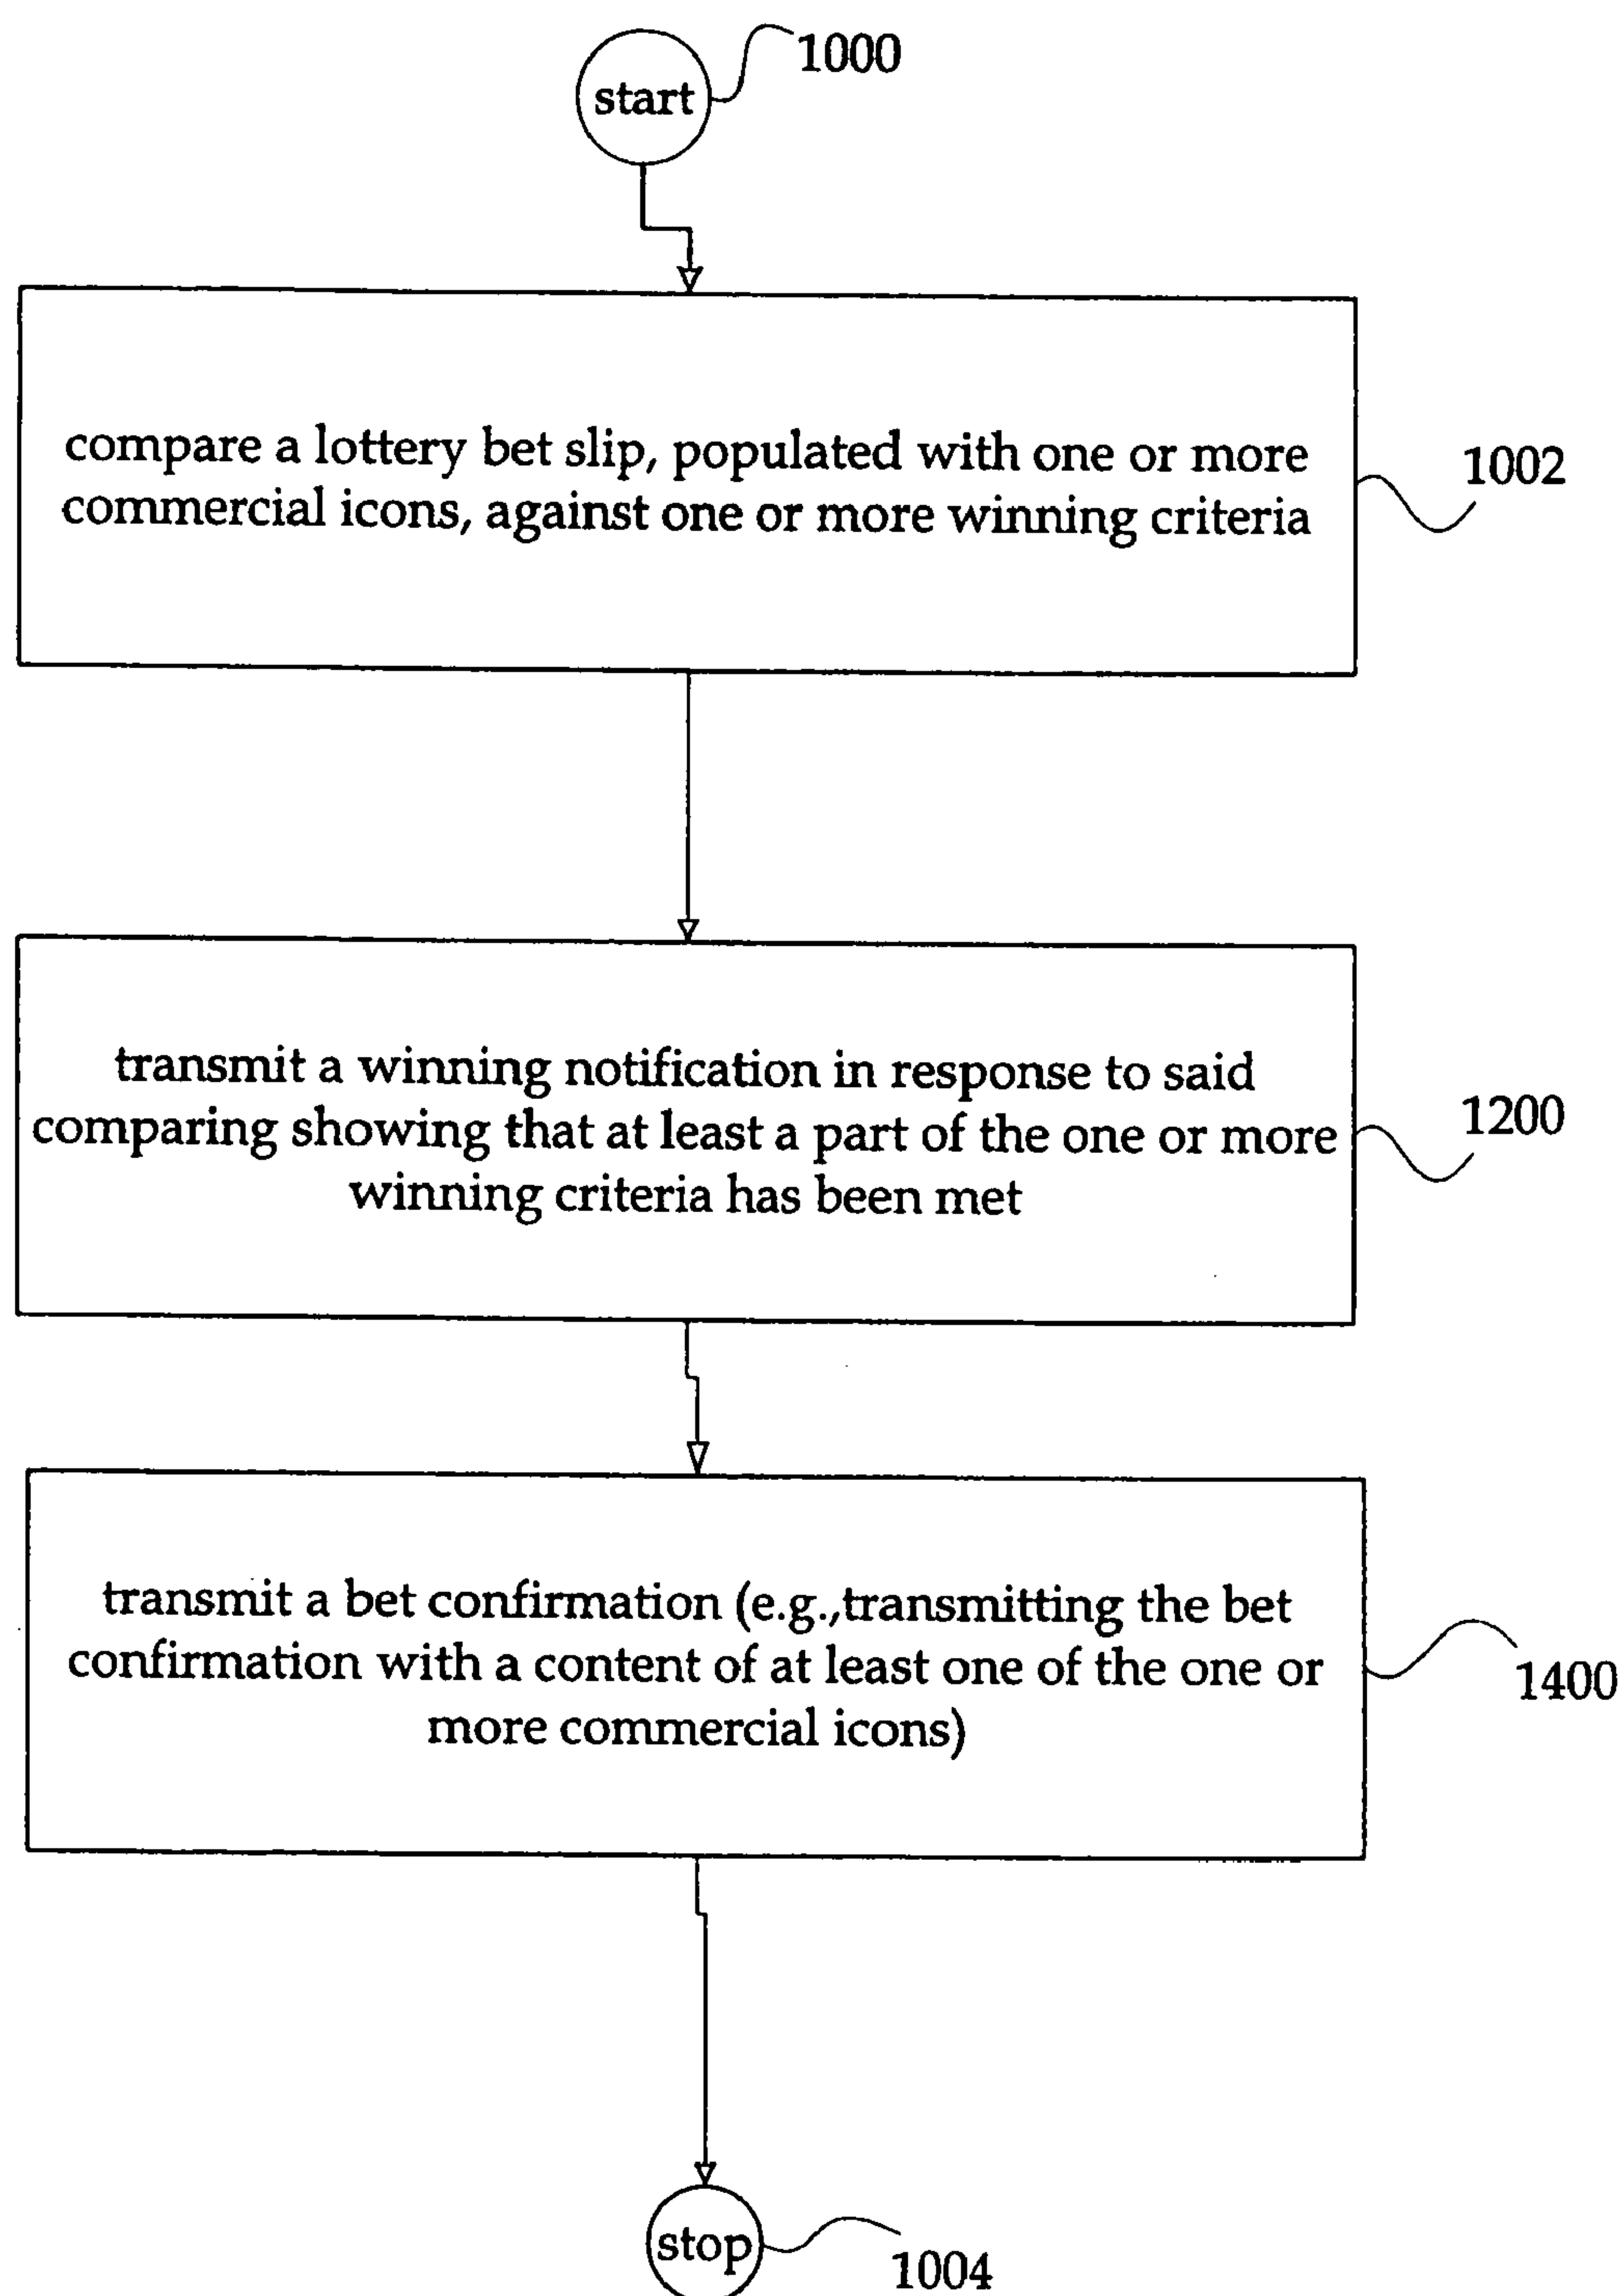 start
1000
compare a lottery bet slip, populated with one or more
commercial icons, against one or more winning criteria
1002
transmit a winning notification in response to said
comparing showing that at least a part of the one or more
winning criteria has been met
1200
transmit a bet confirmation (e.g.,transmitting the bet
confirmation with a content of at least one of the one or
more commercial icons)
1400
stop
1004